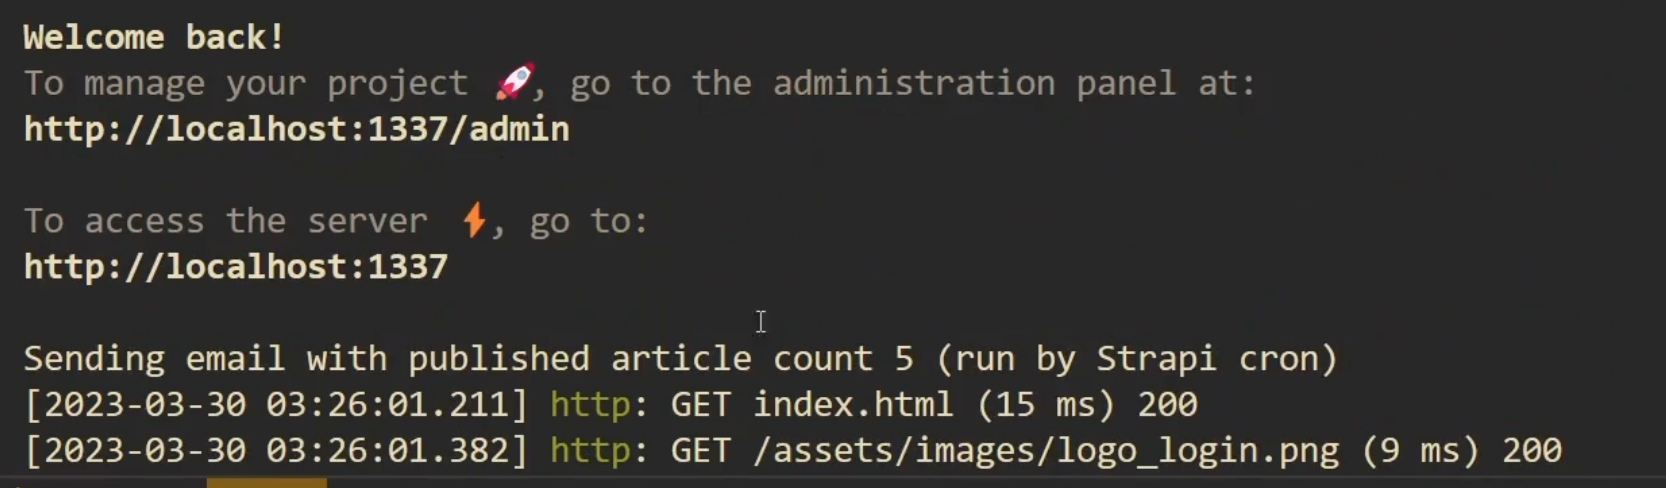 Welcome back!
To manage your project 🚀, go to the administration panel at:
http://localhost:1337/admin
To access the server ⚡, go to:
http://localhost:1337
Sending email with published article count 5 (run by Strapi cron)
[2023-03-30 03:26:01.211] http: GET index.html (15 ms) 200
[2023-03-30 03:26:01.382] http: GET /assets/images/logo_login.png (9 ms) 200